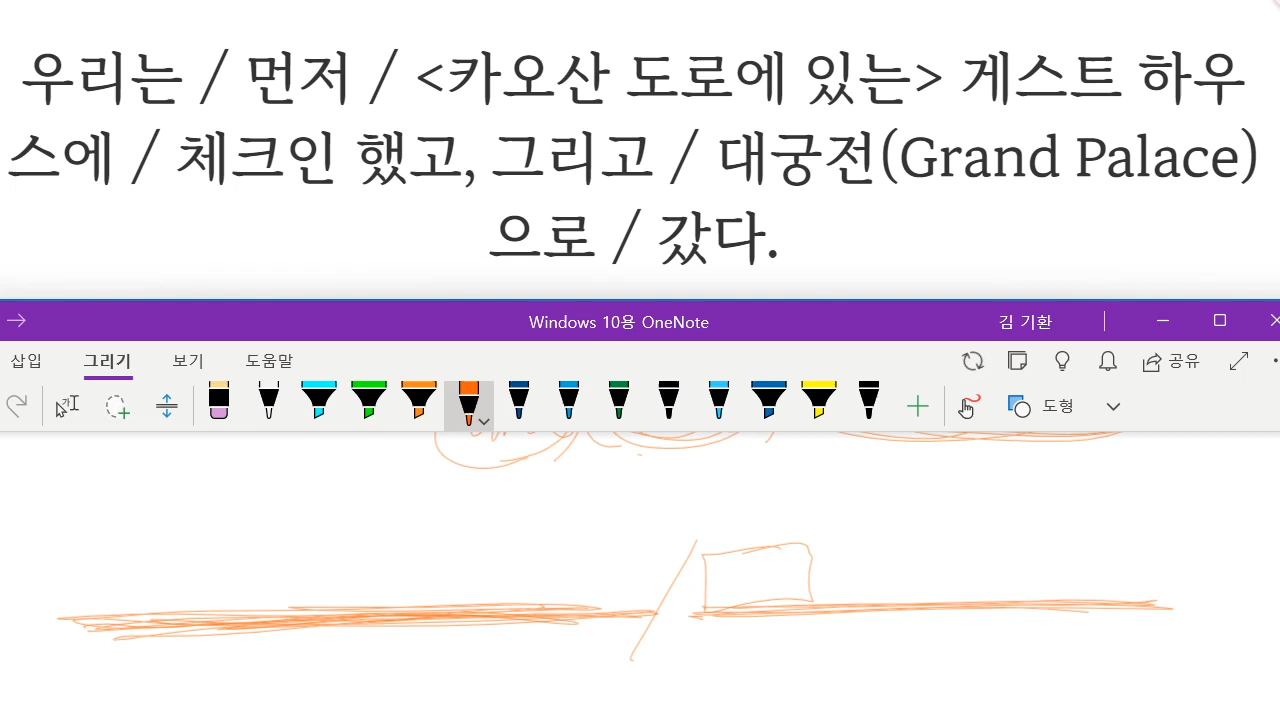 우리는 / 먼저 / <카오산 도로에 있는> 게스트 하우
스에 / 체크인 했고, 그리고 / 대궁전(Grand Palace)
으로 / 갔다.
Windows 10용 OneNote 김 기환
삽입 그리기 보기 도움말 공유
가 도형